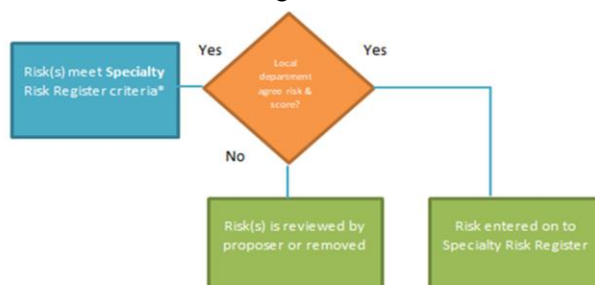 Yes
Yes
Risk(s) meet Specialty
Risk Register criteria*
Local
department
agree risk &
score?
No
Risk(s) is reviewed by
proposer or removed
Risk entered on to
Specialty Risk Register